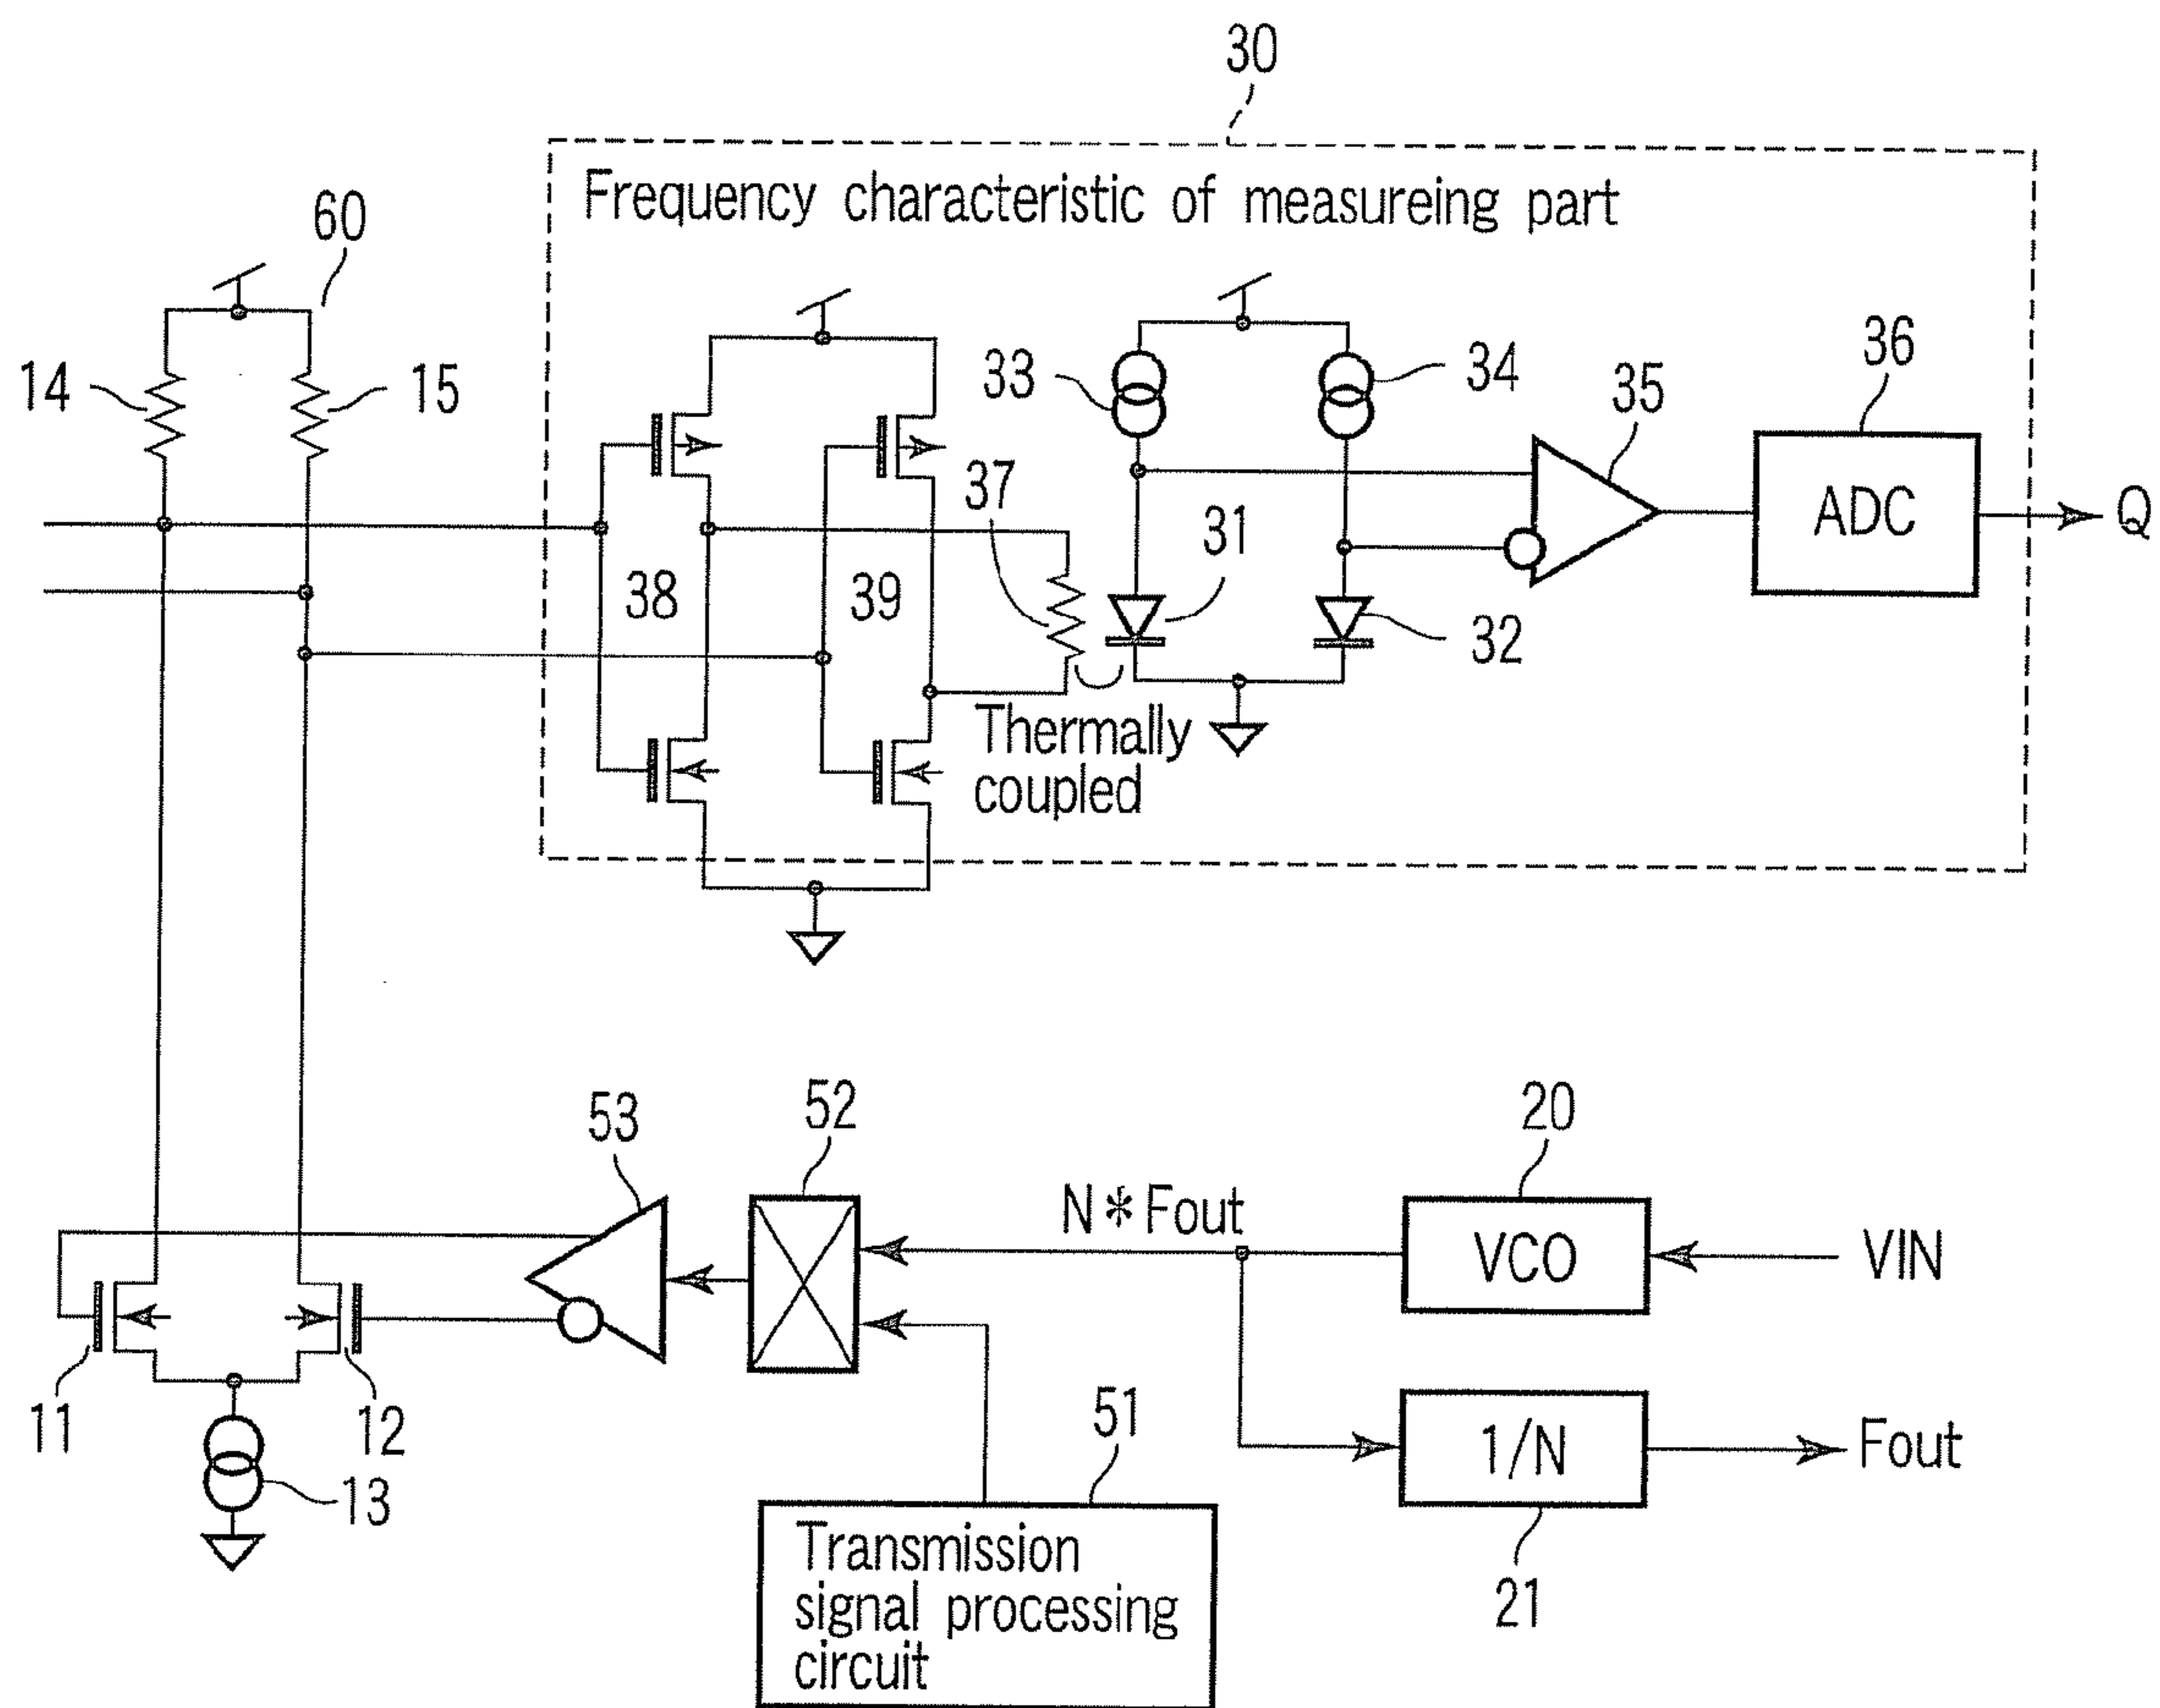 30
Frequency characteristic of measureing part
60
14
15
33
34
35
36
ADC
Q
37
31
32
38
39
Thermally
coupled
53
52
N*Fout
20
VCO
VIN
11
12
13
51
1/N
Fout
21
Transmission
signal processing
circuit